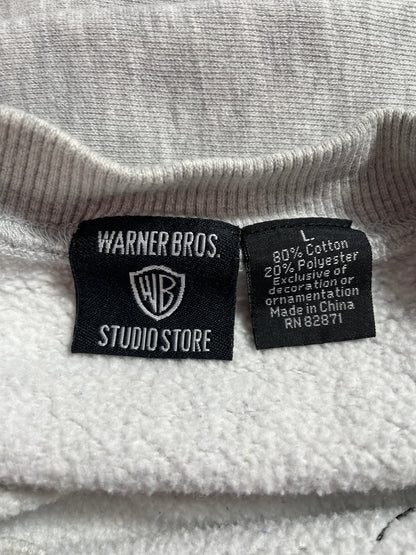 WARNER BROS.
WB
STUDIO STORE
L
80% Cotton
20% Polyester
Exclusive of
decoration or
ornamentation
Made in China
RN 82871